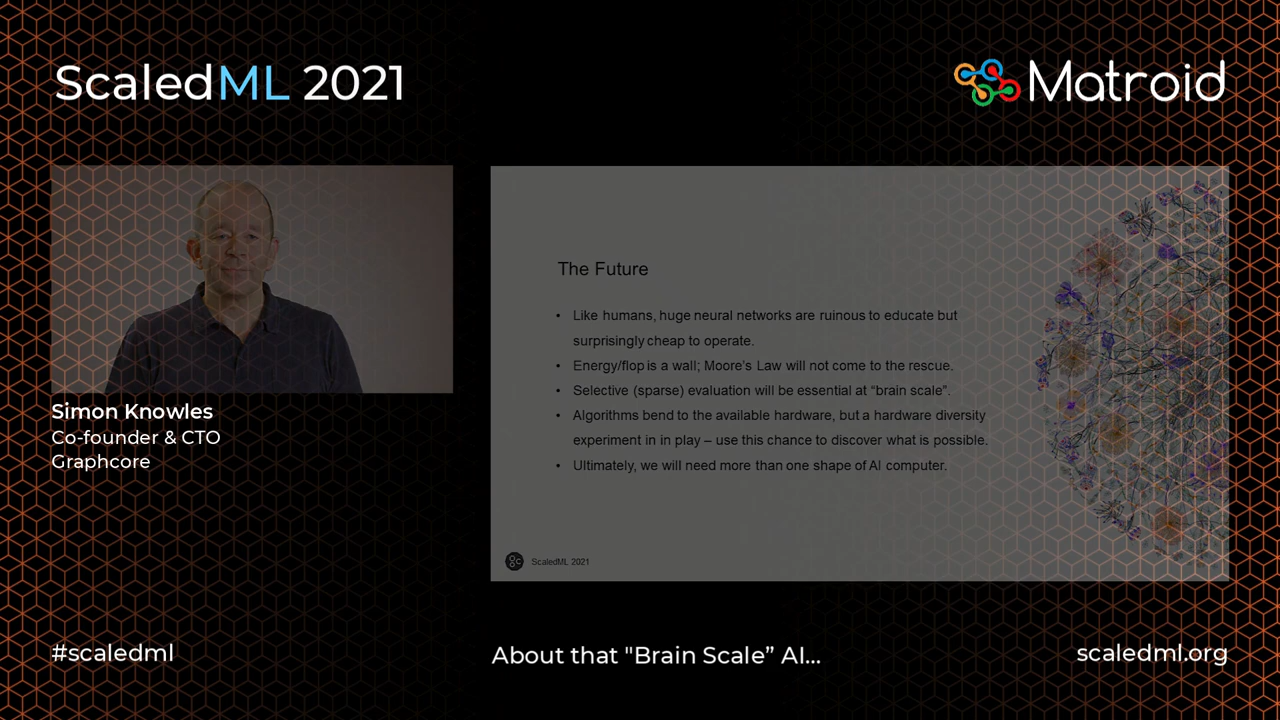 ScaledML 2021
Matroid
Simon Knowles
Co-founder & CTO
Graphcore
The Future
• Like humans, huge neural networks are ruinous to educate but
surprisingly cheap to operate.
• Energy/flop is a wall; Moore's Law will not come to the rescue.
• Selective (sparse) evaluation will be essential at “brain scale”.
• Algorithms bend to the available hardware, but a hardware diversity
experiment in in play – use this chance to discover what is possible.
• Ultimately, we will need more than one shape of AI computer.
ScaledML 2021
#scaledml
About that "Brain Scale” AI...
scaledml.org